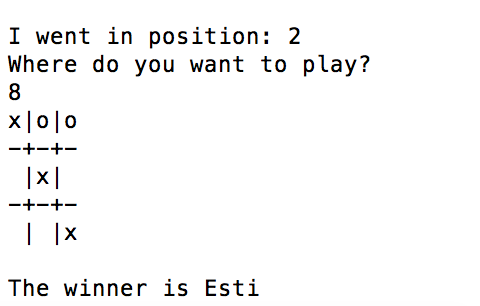 I went in position: 2
Where do you want to play?
8
x|o|o
-+-+-
 |x|
-+-+-
 | |x
The winner is Esti